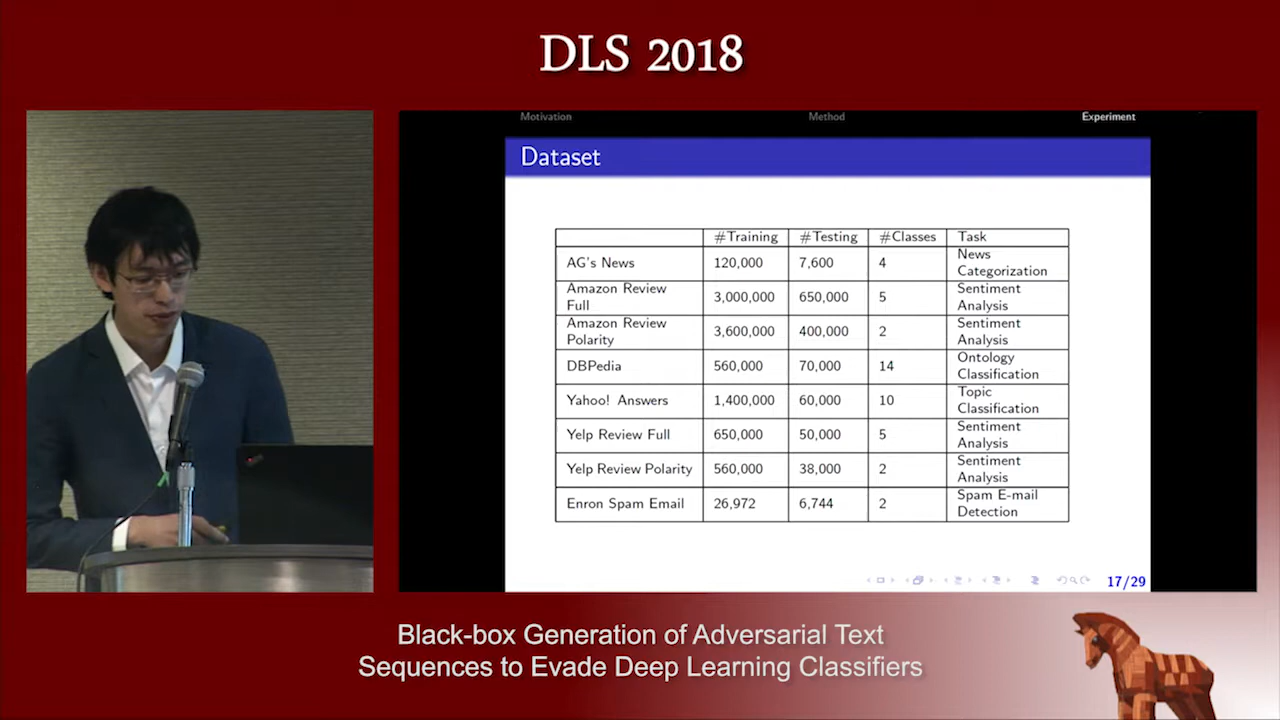 DLS 2018
Motivation Method Experiment
Dataset
#Training #Testing #Classes Task
AG's News 120,000 7,600 4 News Categorization
Amazon Review Full 3,000,000 650,000 5 Sentiment Analysis
Amazon Review Polarity 3,600,000 400,000 2 Sentiment Analysis
DBPedia 560,000 70,000 14 Ontology Classification
Yahoo! Answers 1,400,000 60,000 10 Topic Classification
Yelp Review Full 650,000 50,000 5 Sentiment Analysis
Yelp Review Polarity 560,000 38,000 2 Sentiment Analysis
Enron Spam Email 26,972 6,744 2 Spam E-mail Detection
17/29
Black-box Generation of Adversarial Text
Sequences to Evade Deep Learning Classifiers